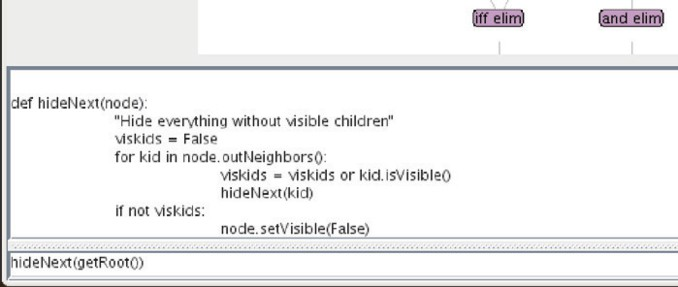 iff elim and elim
def hideNext(node):
"Hide everything without visible children"
viskids = False
for kid in node.outNeighbors():
viskids = viskids or kid.isVisible()
hideNext(kid)
if not viskids:
node.setVisible(False)
hideNext(getRoot())